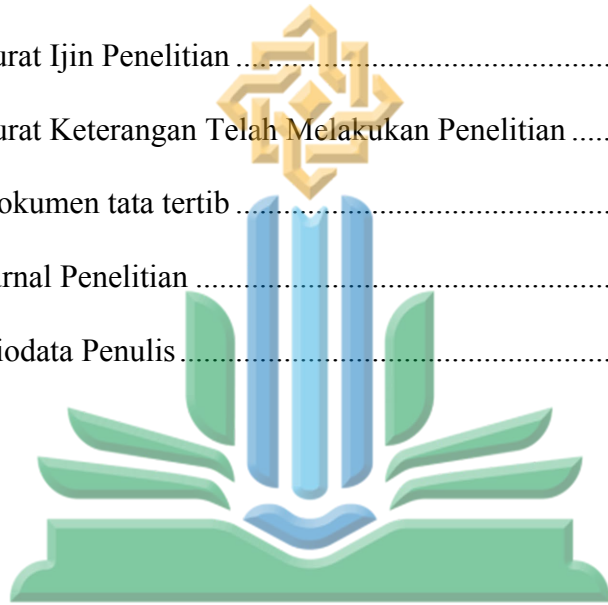 urat Ijin Penelitian ...............................................
urat Keterangan Telah Melakukan Penelitian .....
okumen tata tertib ...............................................
rnal Penelitian ....................................................
iodata Penulis ......................................................